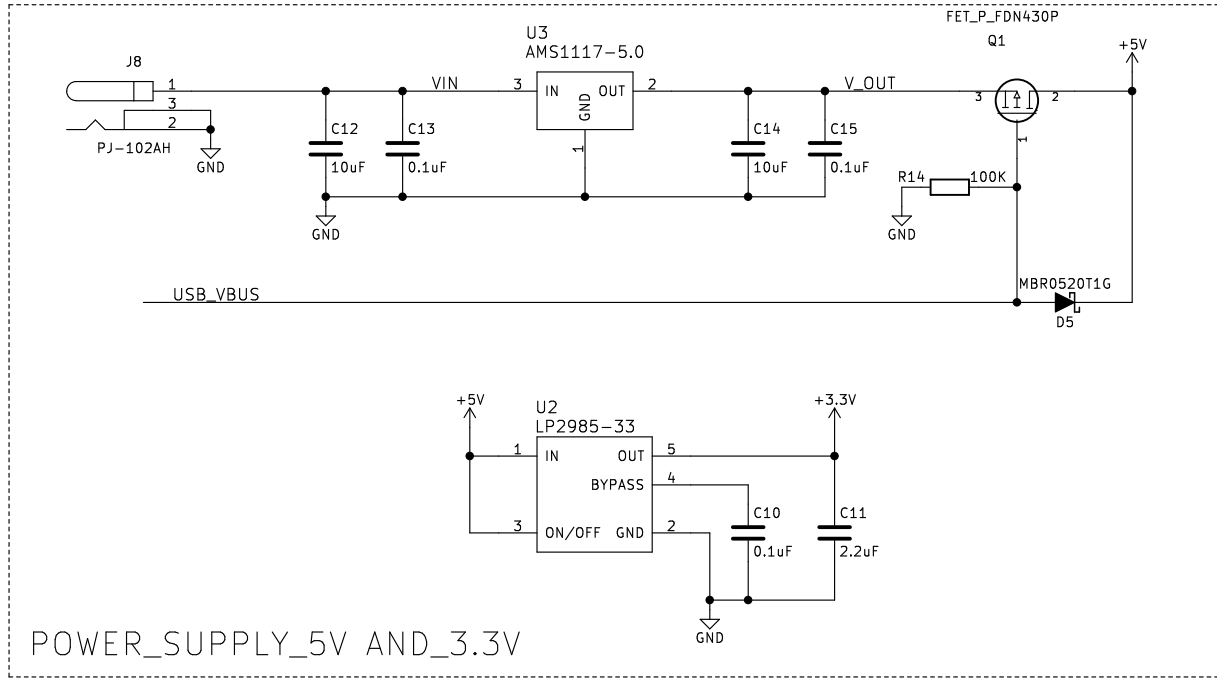 FET_P_FDN430P
Q1
+5V
U3
AMS1117-5.0
J8
1
3
2
PJ-102AH
GND
VIN
3
IN
OUT
GND
1
2
V_OUT
3
2
1
C12
10uF
C13
0.1uF
C14
10uF
C15
0.1uF
GND
R14
100K
GND
USB_VBUS
MBR0520T1G
D5
+5V
U2
LP2985-33
+3.3V
1
IN
OUT
5
BYPASS
4
3
ON/OFF
GND
2
C10
0.1uF
C11
2.2uF
GND
POWER_SUPPLY_5V AND_3.3V